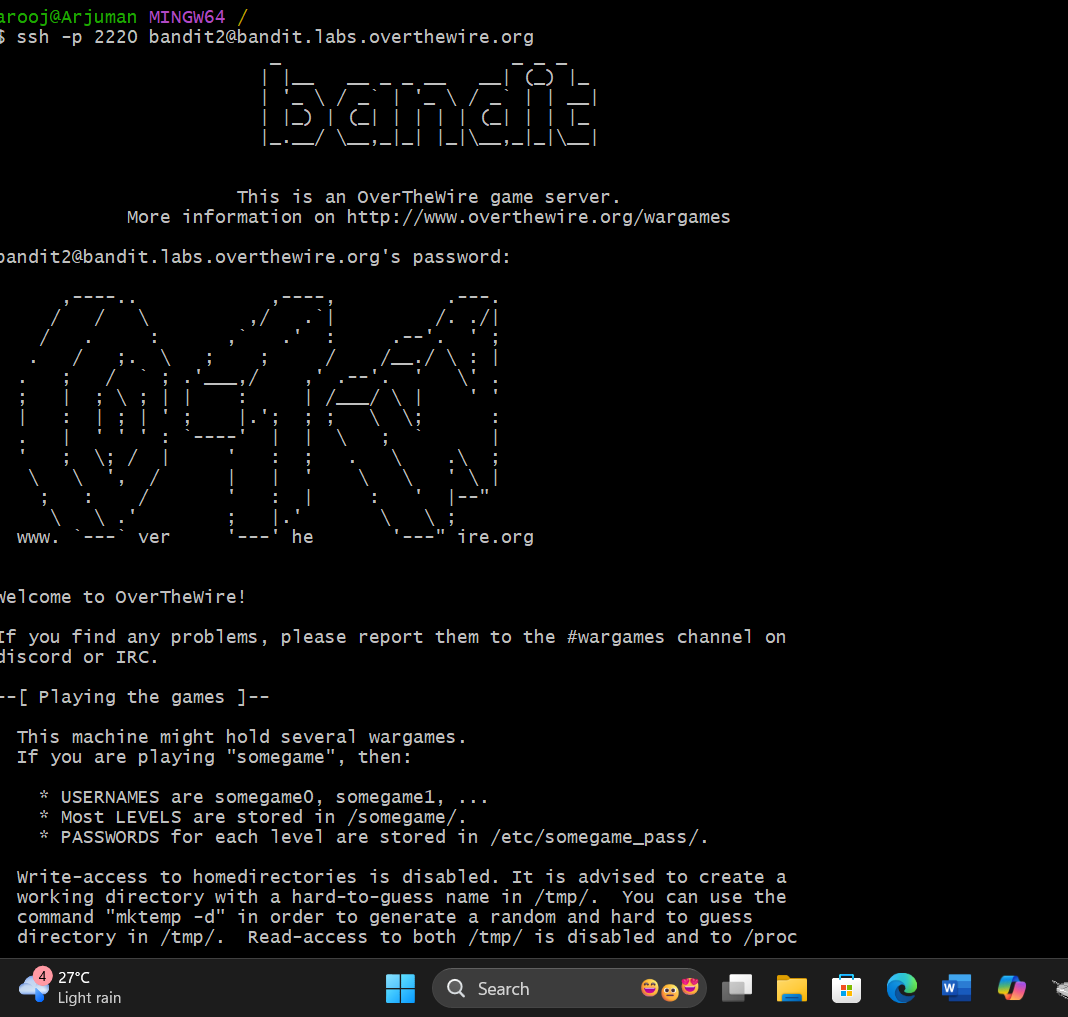 arooj@Arjuman MINGW64 /
$ ssh -p 2220 bandit2@bandit.labs.overthewire.org
bandit
This is an OverTheWire game server.
More information on http://www.overthewire.org/wargames
bandit2@bandit.labs.overthewire.org's password:
www. ver he ire.org
Welcome to OverTheWire!
If you find any problems, please report them to the #wargames channel on
discord or IRC.
--[ Playing the games ]--
This machine might hold several wargames.
If you are playing "somegame", then:
* USERNAMES are somegame0, somegame1, ...
* Most LEVELS are stored in /somegame/.
* PASSWORDS for each level are stored in /etc/somegame_pass/.
Write-access to homedirectories is disabled. It is advised to create a
working directory with a hard-to-guess name in /tmp/.  You can use the
command "mktemp -d" in order to generate a random and hard to guess
directory in /tmp/.  Read-access to both /tmp/ is disabled and to /proc
4
27°C
Light rain
Search